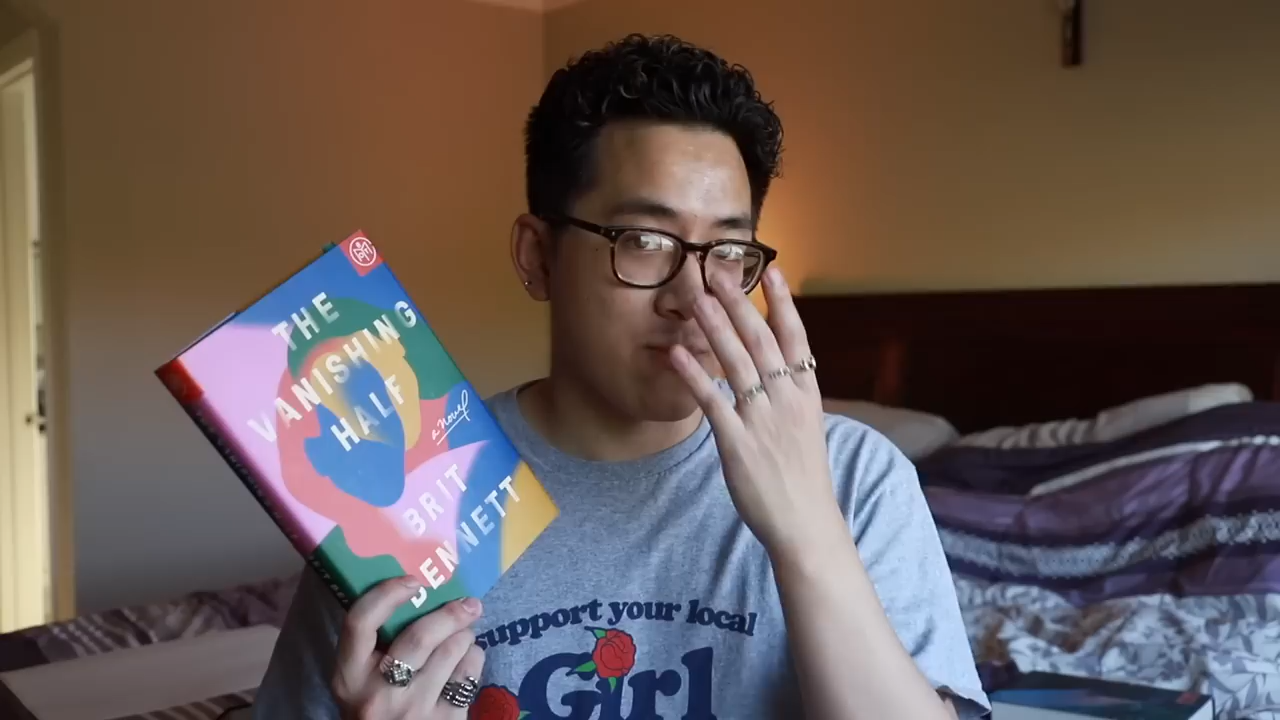 THE
VANISHING
HALF
a novel
BRIT
BENNETT
support your local
Girl